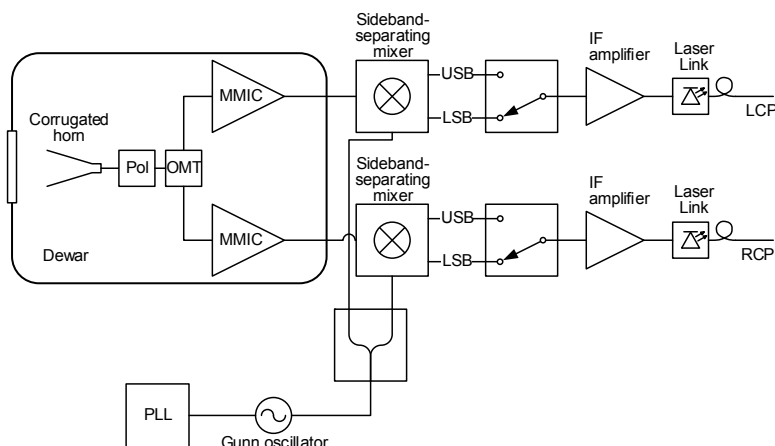 Sideband-
separating
mixer
IF
amplifier
Laser
Link
MMIC
USB
LSB
LCP
Corrugated
horn
Pol
OMT
Sideband-
separating
mixer
IF
amplifier
Laser
Link
MMIC
USB
LSB
RCP
Dewar
PLL
Gunn oscillator